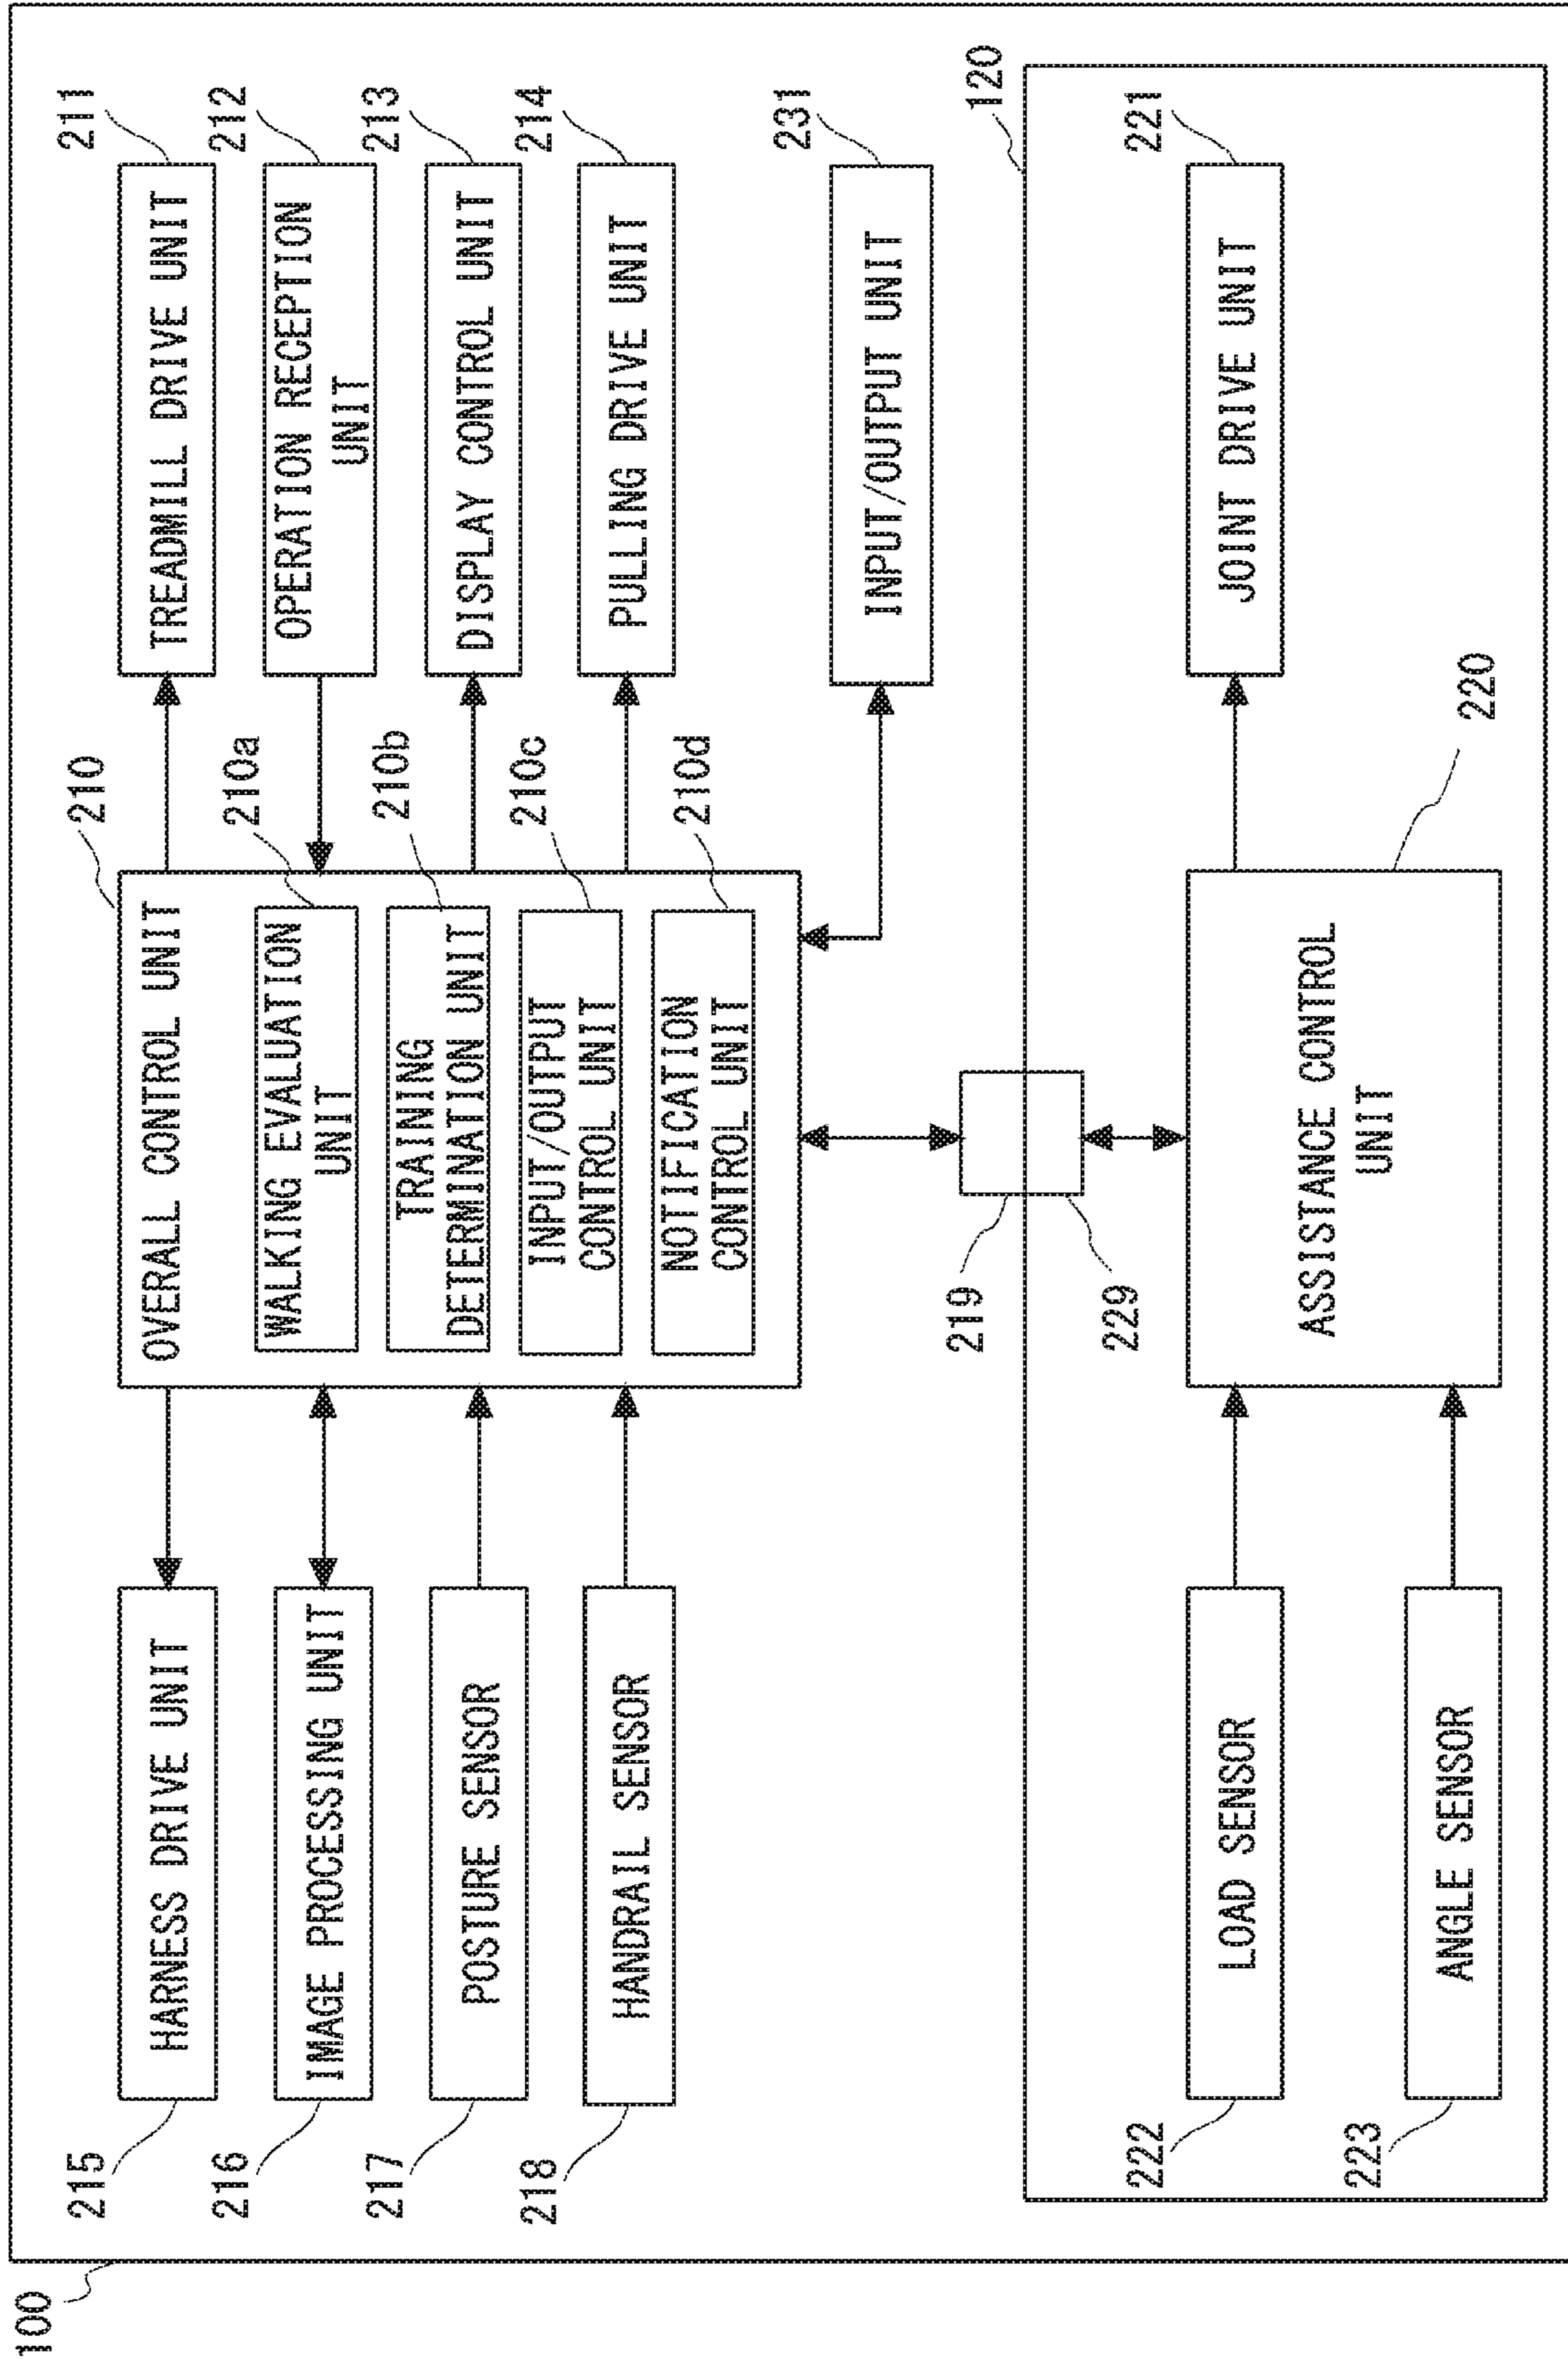 100
215
HARNESS DRIVE UNIT
216
IMAGE PROCESSING UNIT
217
POSTURE SENSOR
218
HANDRAIL SENSOR
210
OVERALL CONTROL UNIT
210a
WALKING EVALUATION
UNIT
210b
TRAINING
DETERMINATION UNIT
210c
INPUT/OUTPUT
CONTROL UNIT
210d
NOTIFICATION
CONTROL UNIT
211
TREADMILL DRIVE UNIT
212
OPERATION RECEPTION
UNIT
213
DISPLAY CONTROL UNIT
214
PULLING DRIVE UNIT
231
INPUT/OUTPUT UNIT
219
229
120
222
LOAD SENSOR
223
ANGLE SENSOR
220
ASSISTANCE CONTROL
UNIT
221
JOINT DRIVE UNIT